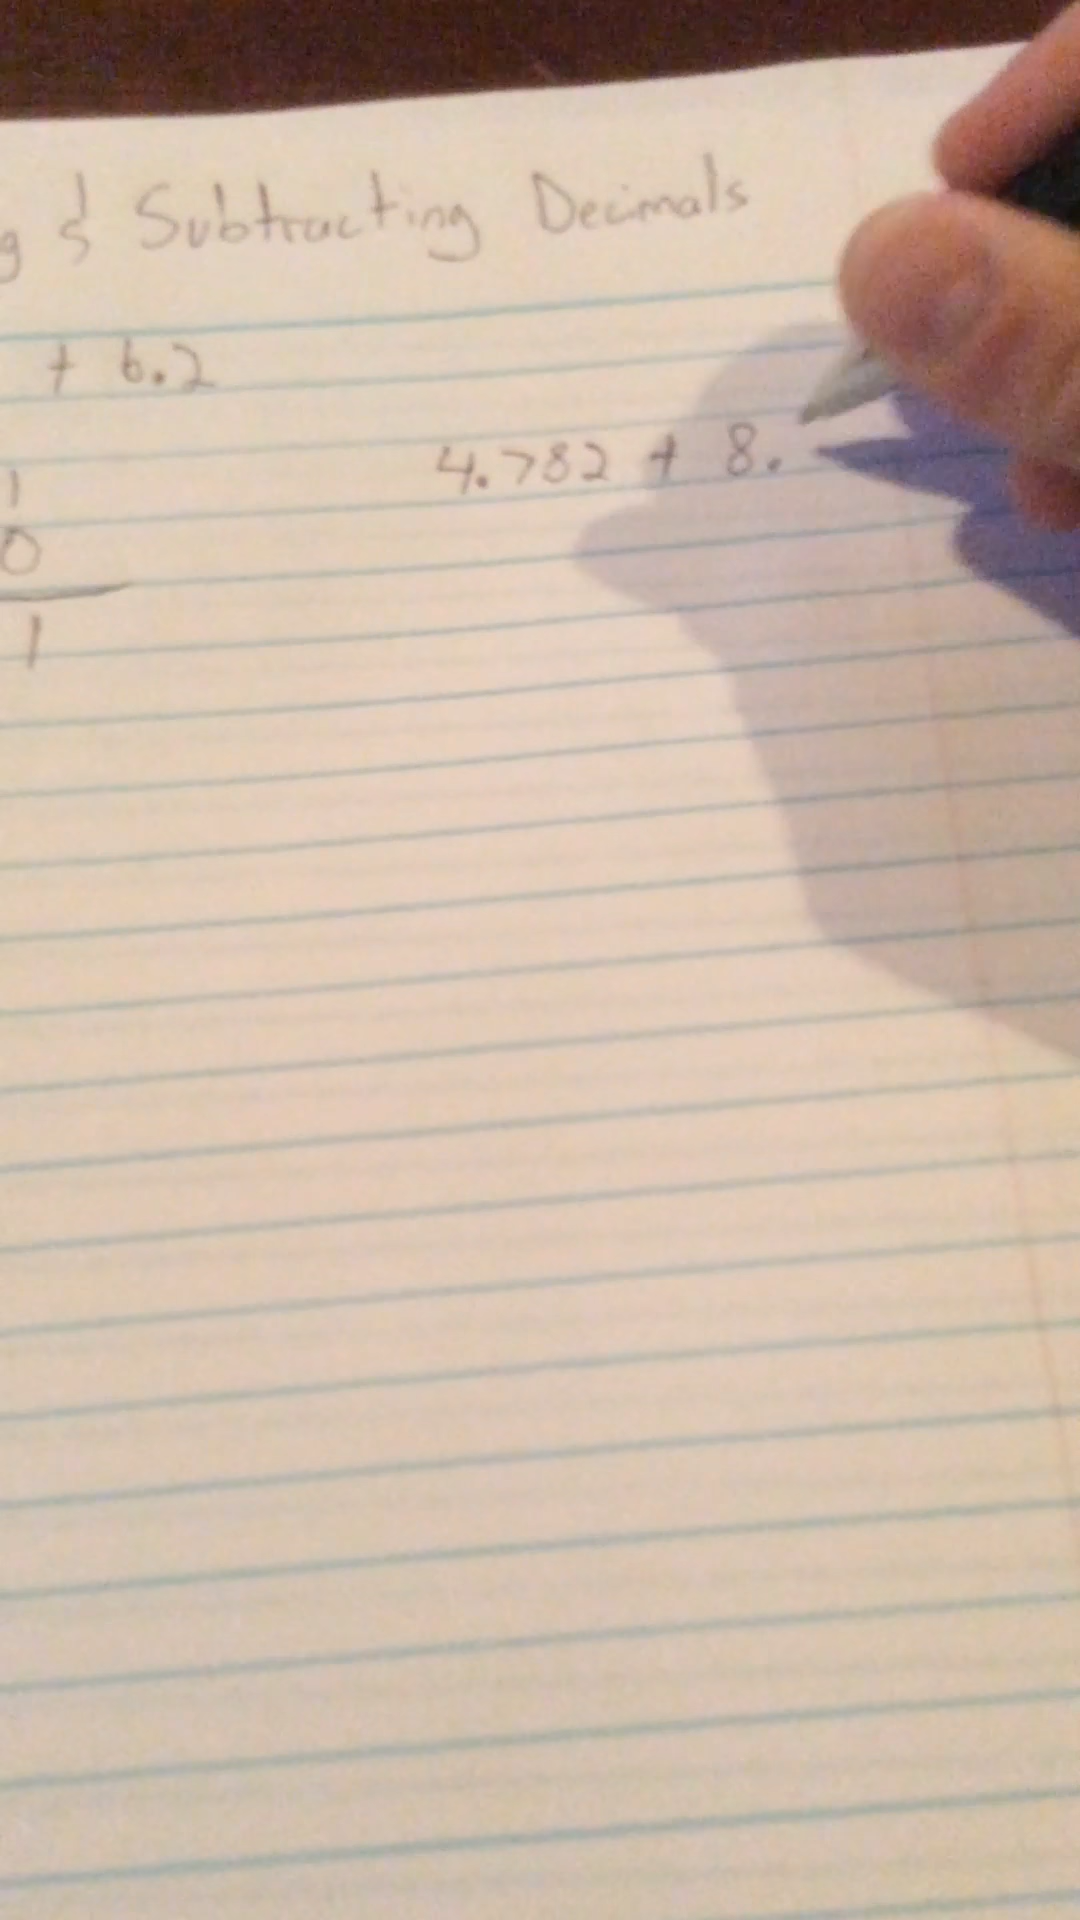 g & Subtracting Decimals
+ 6.2
4.782 + 8.
1
0
1